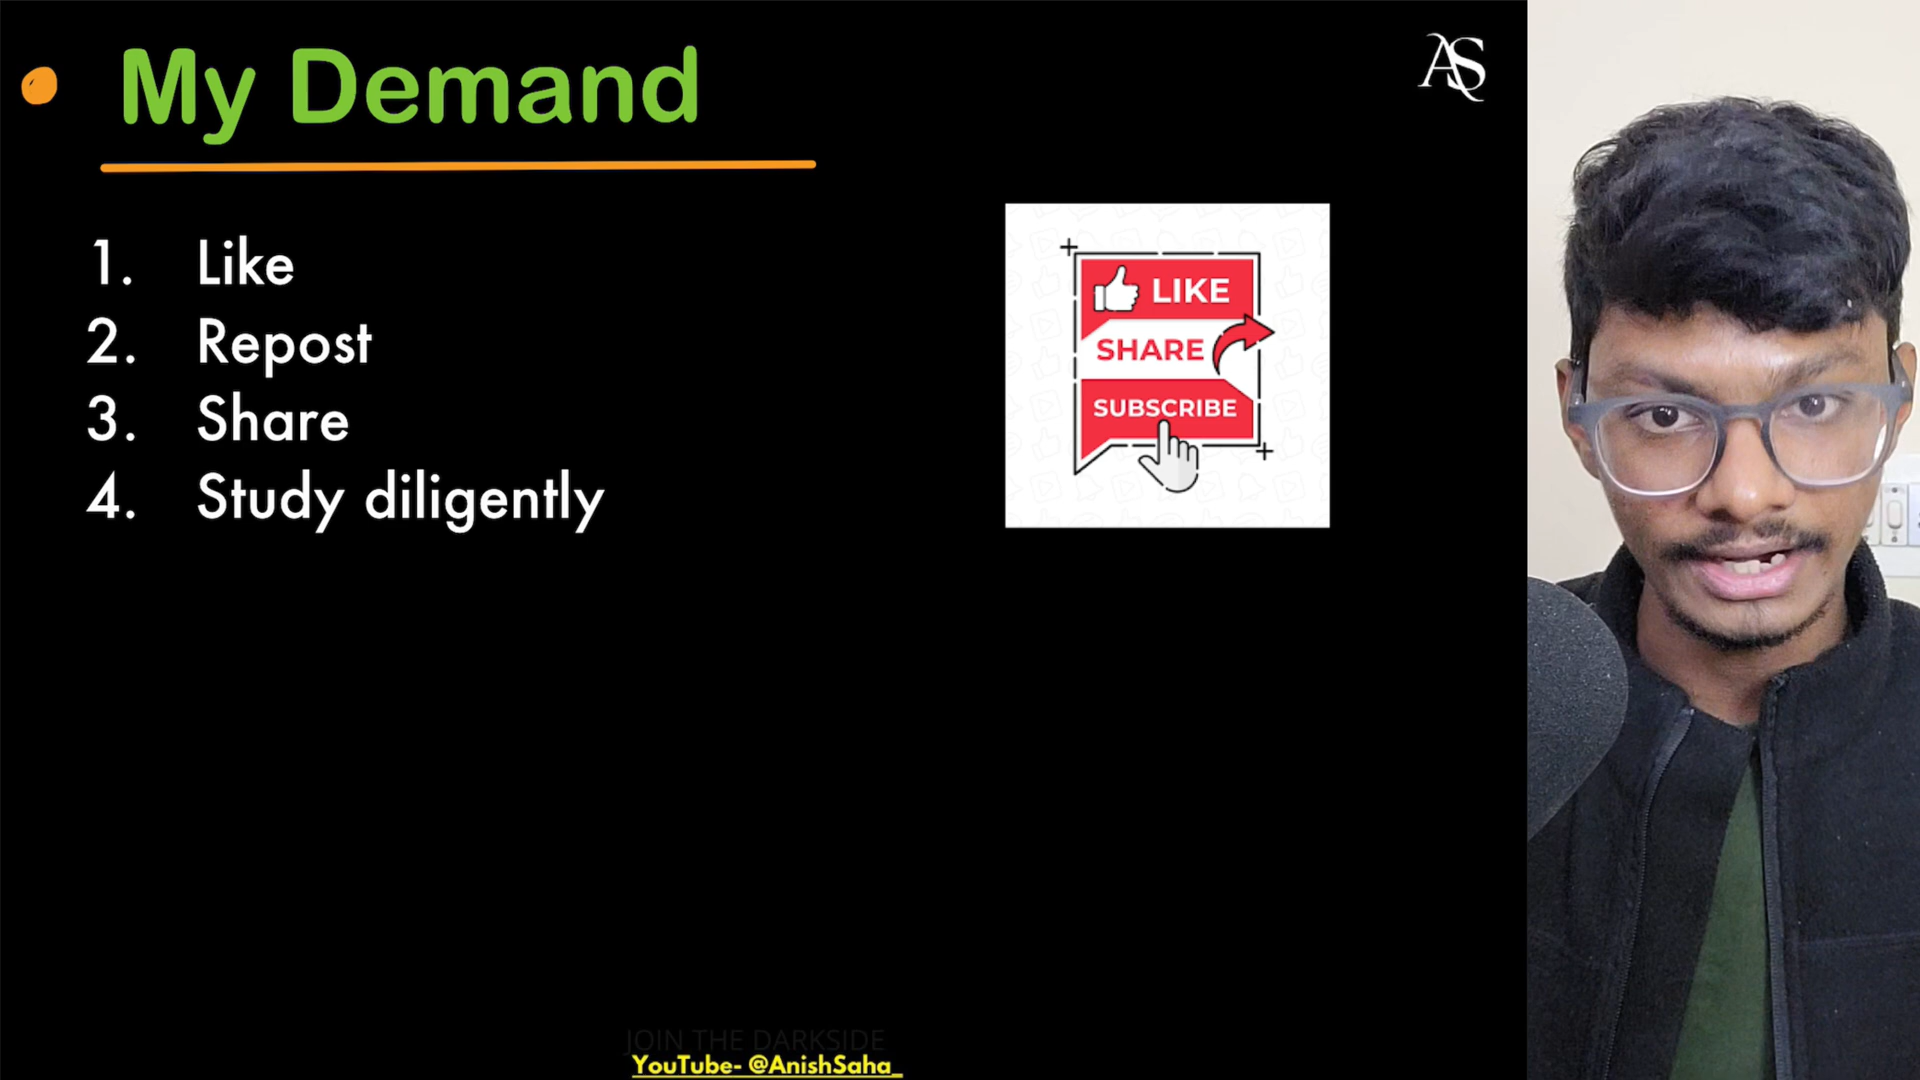 My Demand
AS
1. Like
2. Repost
3. Share
4. Study diligently
LIKE
SHARE
SUBSCRIBE
JOIN THE DARKSIDE
YouTube- @AnishSaha_